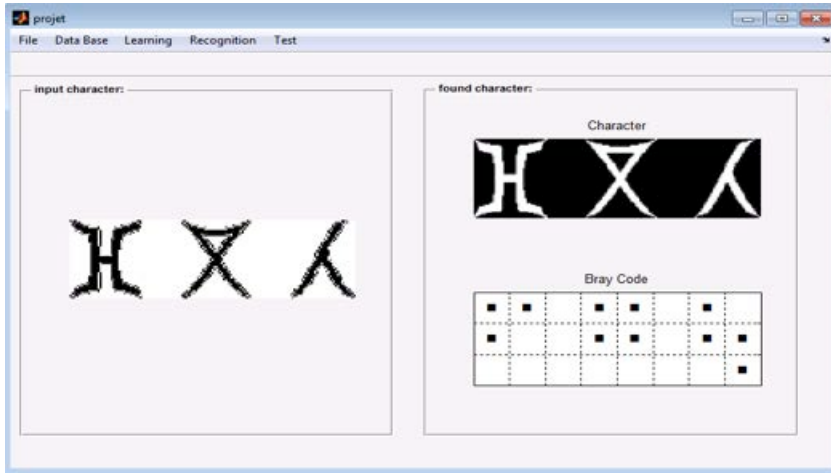 projet
File Data Base Learning Recognition Test
input character:
ⴼ ⵅ ⵃ
found character:
Character
ⴼ ⵅ ⵃ
Bray Code